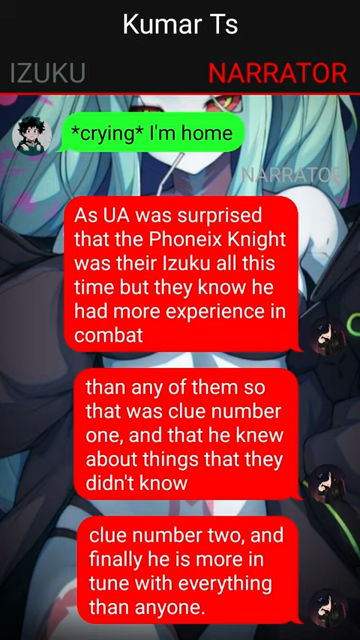 Kumar Ts
IZUKU
NARRATOR
*crying* I'm home
NARRATOR
As UA was surprised
that the Phoneix Knight
was their Izuku all this
time but they know he
had more experience in
combat
than any of them so
that was clue number
one, and that he knew
about things that they
didn't know
clue number two, and
finally he is more in
tune with everything
than anyone.